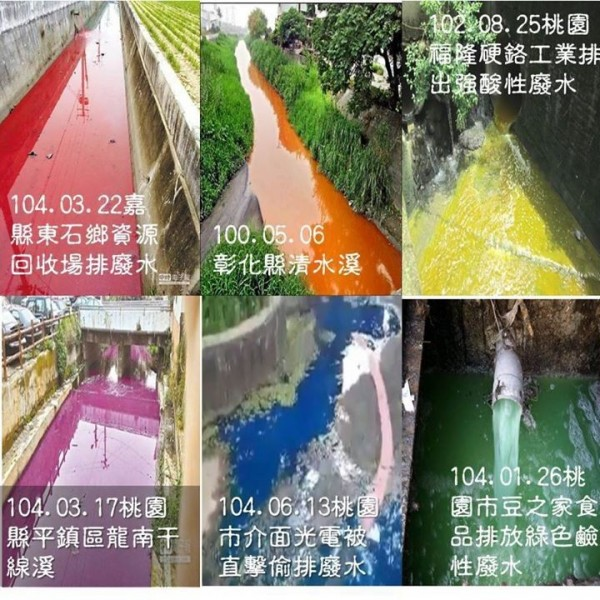 104.03.22嘉
縣東石鄉資源
回收場排廢水
100.05.06
彰化縣清水溪
102.08.25桃園
福隆硬鉻工業排
出強酸性廢水
104.03.17桃園
縣平鎮區龍南干
線溪
104.06.13桃園
市介面光電被
直擊偷排廢水
104.01.26桃
園市豆之家食
品排放綠色鹼
性廢水